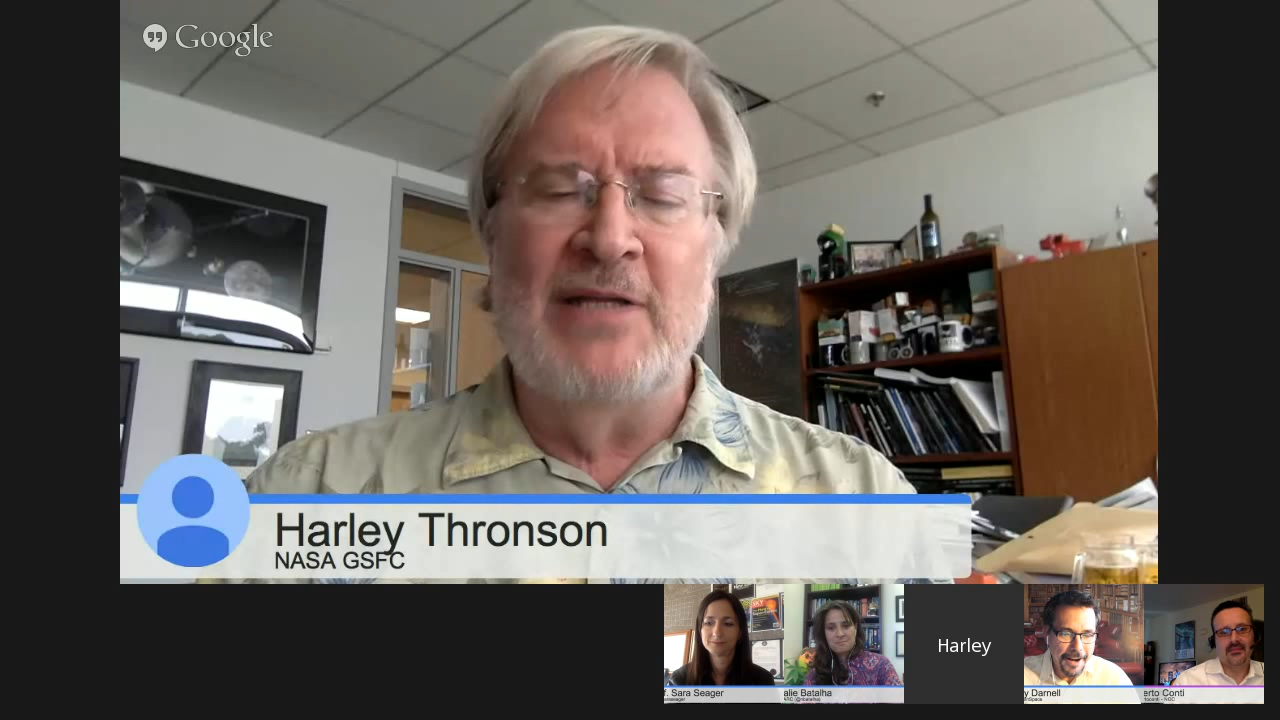 Google
Harley Thronson
NASA GSFC
Harley
f. Sara Seager
alie Batalha
y Darnell
erto Conti